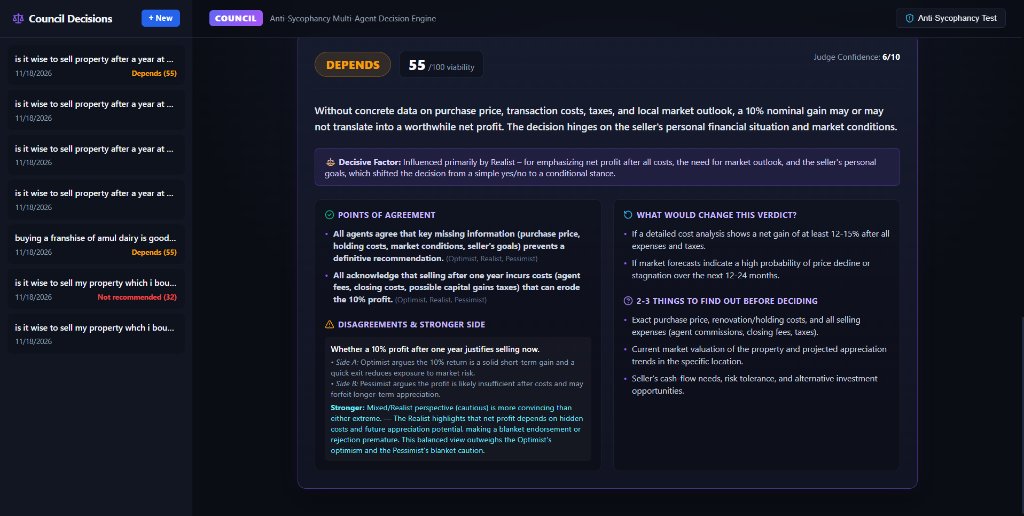 Council Decisions
+ New
is it wise to sell property after a year at ...
11/18/2026
Depends (55)
is it wise to sell property after a year at ...
11/18/2026
is it wise to sell property after a year at ...
11/18/2026
is it wise to sell property after a year at ...
11/18/2026
buying a franshise of amul dairy is good...
11/18/2026
Depends (55)
is it wise to sell my property which i bou...
11/18/2026
Not recommended (32)
is it wise to sell my property whch i bou...
11/18/2026
COUNCIL
Anti-Sycophancy Multi-Agent Decision Engine
Anti-Sycophancy Test
DEPENDS
55 /100 viability
Judge Confidence: 6/10
Without concrete data on purchase price, transaction costs, taxes, and local market outlook, a 10% nominal gain may or may
not translate into a worthwhile net profit. The decision hinges on the seller's personal financial situation and market conditions.
Decisive Factor: Influenced primarily by Realist – for emphasizing net profit after all costs, the need for market outlook, and the seller's personal
goals, which shifted the decision from a simple yes/no to a conditional stance.
POINTS OF AGREEMENT
• All agents agree that key missing information (purchase price,
holding costs, market conditions, seller's goals) prevents a
definitive recommendation. (Optimist, Realist, Pessimist)
• All acknowledge that selling after one year incurs costs (agent
fees, closing costs, possible capital gains taxes) that can erode
the 10% profit. (Optimist, Realist, Pessimist)
DISAGREEMENTS & STRONGER SIDE
Whether a 10% profit after one year justifies selling now.
• Side A: Optimist argues the 10% return is a solid short-term gain and a
quick exit reduces exposure to market risk.
• Side B: Pessimist argues the profit is likely insufficient after costs and may
forfeit longer-term appreciation.
Stronger: Mixed/Realist perspective (cautious) is more convincing than
either extreme. — The Realist highlights that net profit depends on hidden
costs and future appreciation potential, making a blanket endorsement or
rejection premature. This balanced view outweighs the Optimist's
optimism and the Pessimist's blanket caution.
WHAT WOULD CHANGE THIS VERDICT?
• If a detailed cost analysis shows a net gain of at least 12-15% after all
expenses and taxes.
• If market forecasts indicate a high probability of price decline or
stagnation over the next 12-24 months.
2-3 THINGS TO FIND OUT BEFORE DECIDING
• Exact purchase price, renovation/holding costs, and all selling
expenses (agent commissions, closing fees, taxes).
• Current market valuation of the property and projected appreciation
trends in the specific location.
• Seller's cash-flow needs, risk tolerance, and alternative investment
opportunities.